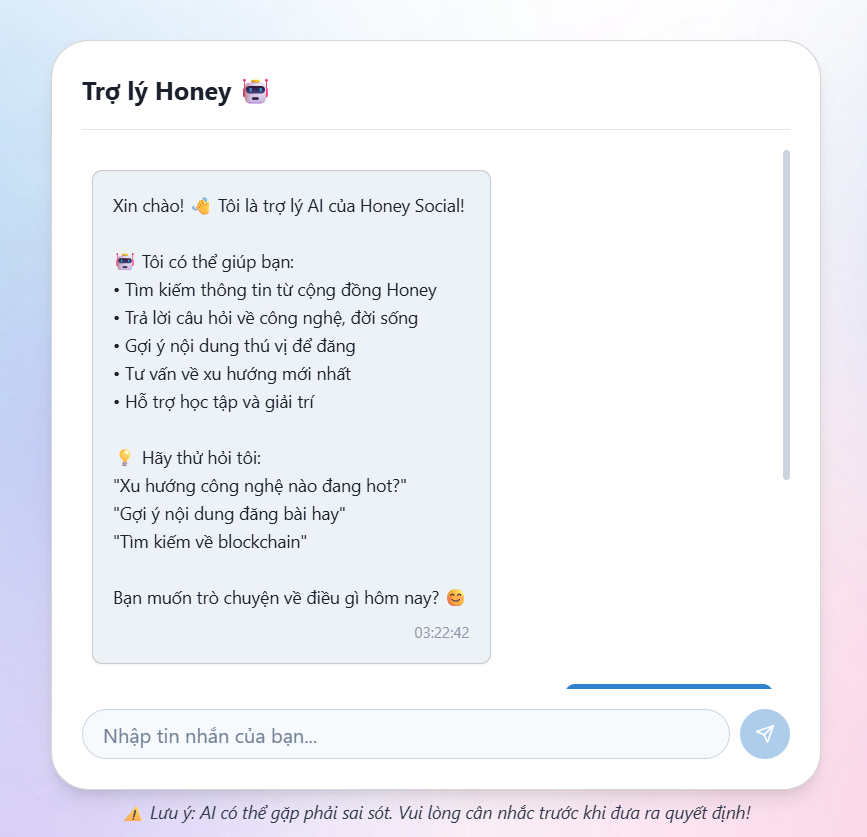 Trợ lý Honey 🤖
Xin chào! 👋 Tôi là trợ lý AI của Honey Social!
🤖 Tôi có thể giúp bạn:
• Tìm kiếm thông tin từ cộng đồng Honey
• Trả lời câu hỏi về công nghệ, đời sống
• Gợi ý nội dung thú vị để đăng
• Tư vấn về xu hướng mới nhất
• Hỗ trợ học tập và giải trí
💡 Hãy thử hỏi tôi:
"Xu hướng công nghệ nào đang hot?"
"Gợi ý nội dung đăng bài hay"
"Tìm kiếm về blockchain"
Bạn muốn trò chuyện về điều gì hôm nay? 😊
03:22:42
Nhập tin nhắn của bạn...
⚠️ Lưu ý: AI có thể gặp phải sai sót. Vui lòng cân nhắc trước khi đưa ra quyết định!